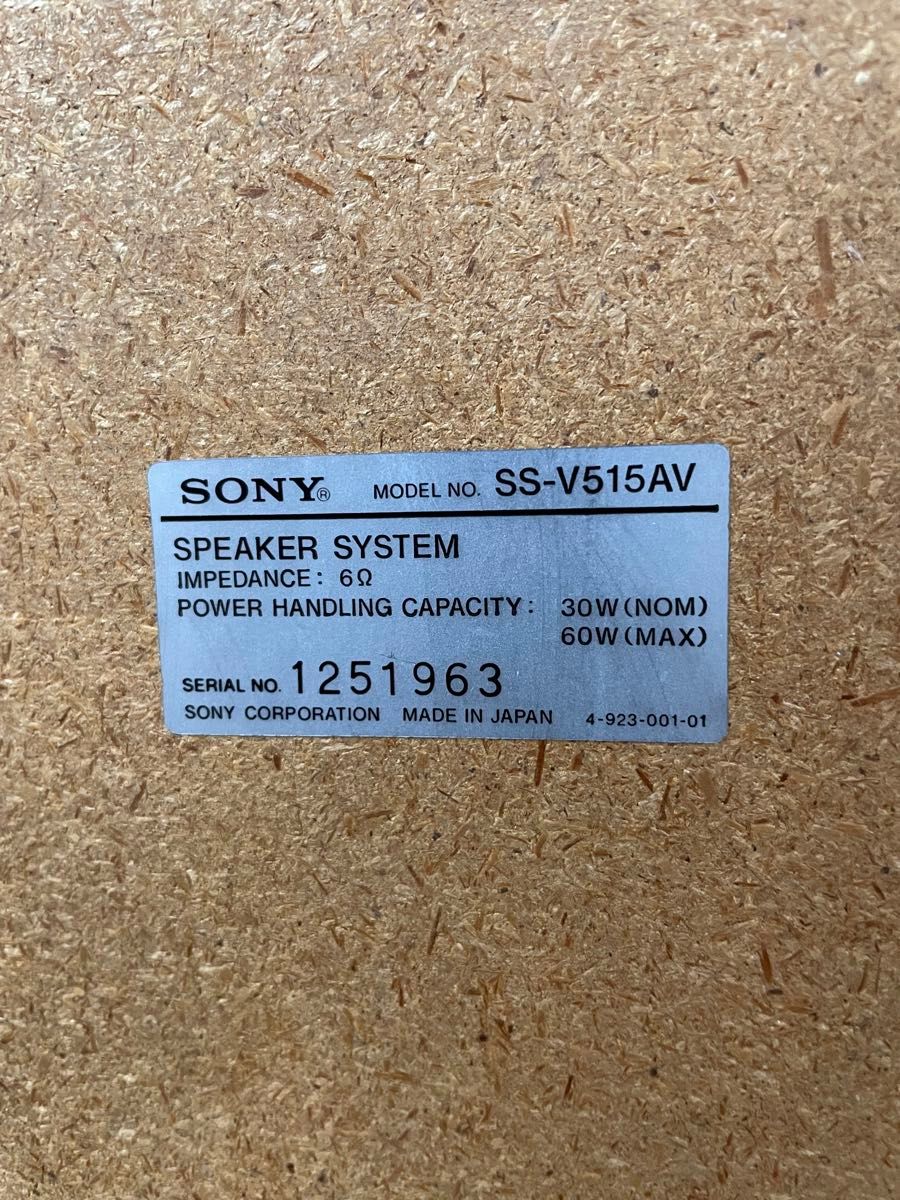 SONY® MODEL NO. SS-V515AV
SPEAKER SYSTEM
IMPEDANCE: 6Ω
POWER HANDLING CAPACITY: 30W(NOM)
60W(MAX)
SERIAL NO. 1251963
SONY CORPORATION MADE IN JAPAN 4-923-001-01